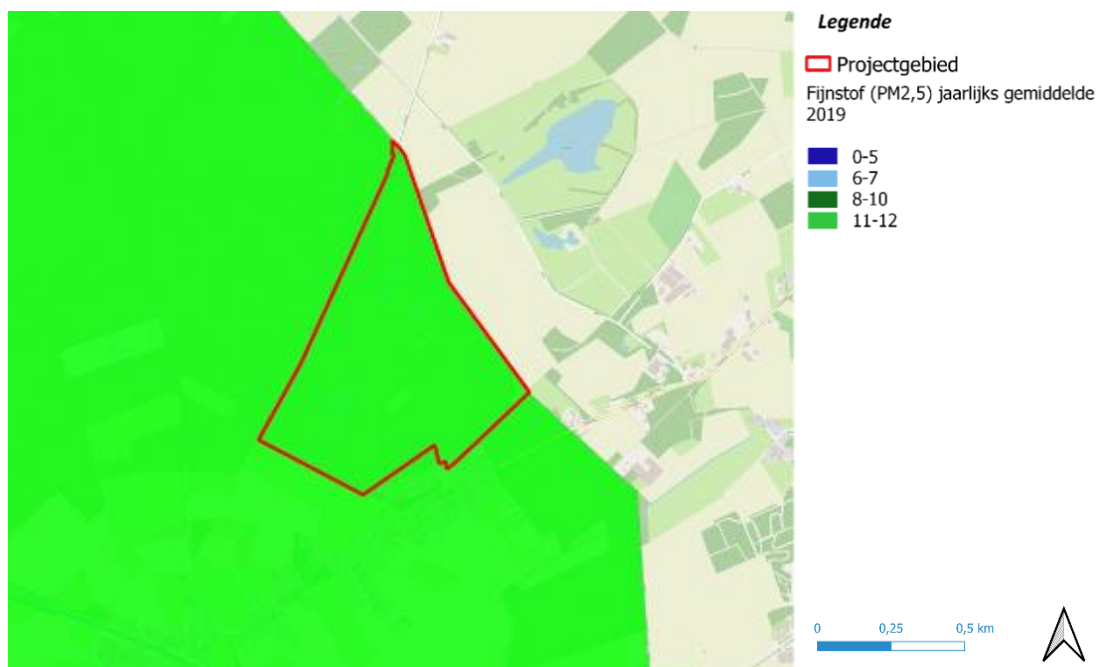 Legende
Projectgebied
Fijnstof (PM2,5) jaarlijks gemiddelde
2019
0-5
6-7
8-10
11-12
0 0,25 0,5 km